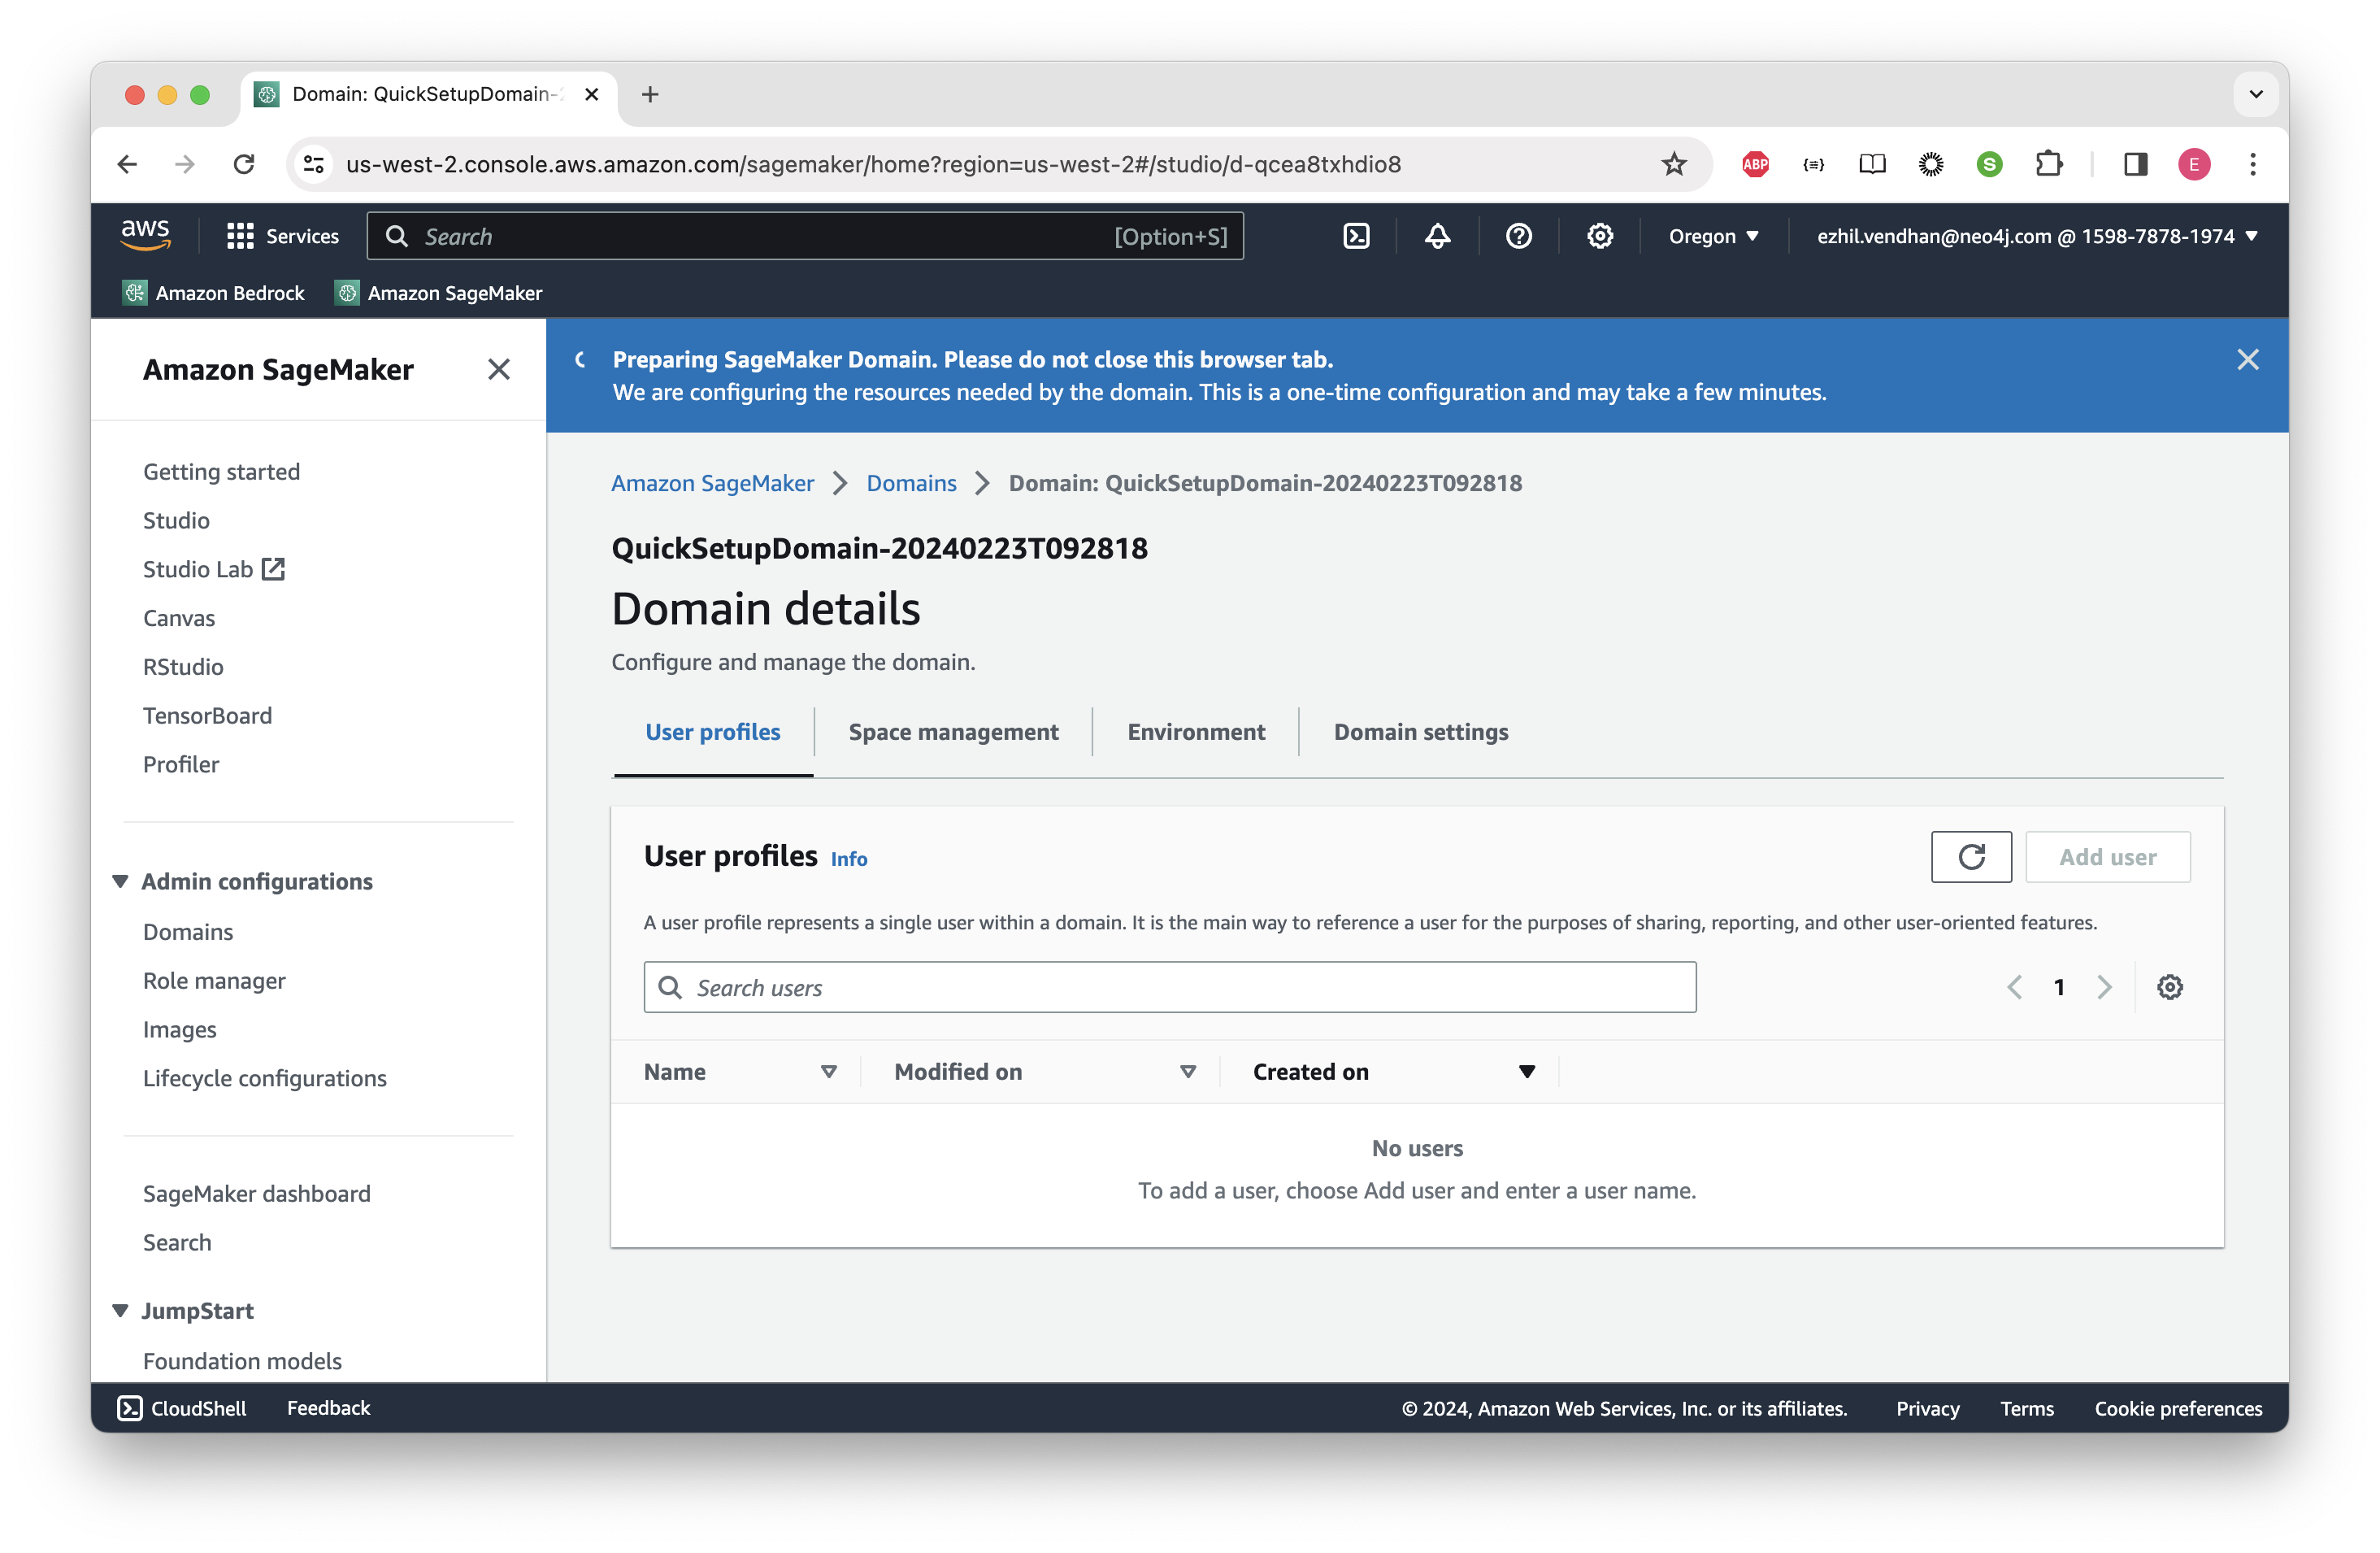 Domain: QuickSetupDomain-
us-west-2.console.aws.amazon.com/sagemaker/home?region=us-west-2#/studio/d-qcea8txhdio8
ABP
S
E
aws
Services
Search
[Option+S]
Oregon
ezhil.vendhan@neo4j.com @ 1598-7878-1974
Amazon Bedrock
Amazon SageMaker
Amazon SageMaker
Getting started
Studio
Studio Lab
Canvas
RStudio
TensorBoard
Profiler
Admin configurations
Domains
Role manager
Images
Lifecycle configurations
SageMaker dashboard
Search
JumpStart
Foundation models
Preparing SageMaker Domain. Please do not close this browser tab.
We are configuring the resources needed by the domain. This is a one-time configuration and may take a few minutes.
Amazon SageMaker > Domains > Domain: QuickSetupDomain-20240223T092818
QuickSetupDomain-20240223T092818
Domain details
Configure and manage the domain.
User profiles
Space management
Environment
Domain settings
User profiles Info
Add user
A user profile represents a single user within a domain. It is the main way to reference a user for the purposes of sharing, reporting, and other user-oriented features.
Search users
1
Name
Modified on
Created on
No users
To add a user, choose Add user and enter a user name.
CloudShell
Feedback
© 2024, Amazon Web Services, Inc. or its affiliates.
Privacy
Terms
Cookie preferences